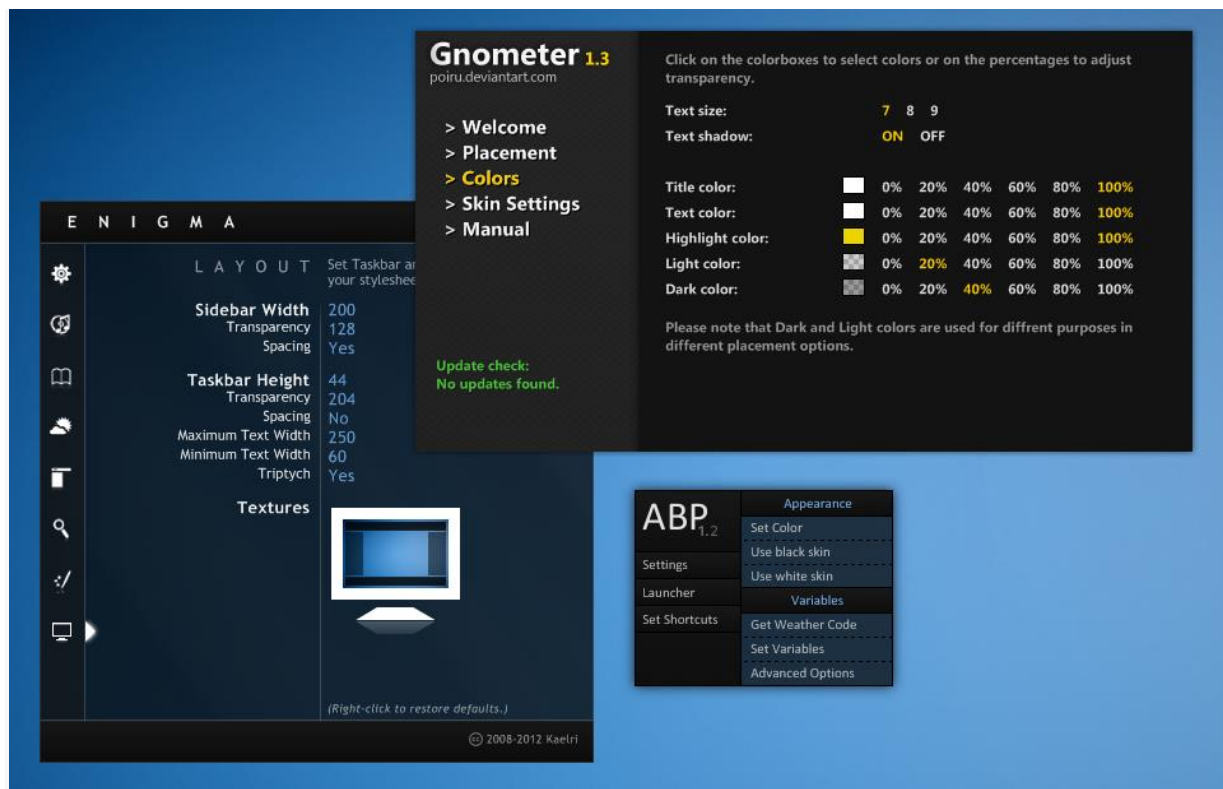 Gnometer 1.3
poiru.deviantart.com
> Welcome
> Placement
> Colors
> Skin Settings
> Manual
Update check:
No updates found.
Click on the colorboxes to select colors or on the percentages to adjust
transparency.
Text size: 7 8 9
Text shadow: ON OFF
Title color: 0% 20% 40% 60% 80% 100%
Text color: 0% 20% 40% 60% 80% 100%
Highlight color: 0% 20% 40% 60% 80% 100%
Light color: 0% 20% 40% 60% 80% 100%
Dark color: 0% 20% 40% 60% 80% 100%
Please note that Dark and Light colors are used for diffrent purposes in
different placement options.
ENIGMA
LAYOUT
Set Taskbar
your
Sidebar Width 200
Transparency 128
Spacing Yes
Taskbar Height 44
Transparency 204
Spacing No
Maximum Text Width 250
Minimum Text Width 60
Triptych Yes
Textures
(Right-click to restore defaults.)
(cc) 2008-2012 Kaelri
ABP 1.2
Settings
Launcher
Set Shortcuts
Appearance
Set Color
Use black skin
Use white skin
Variables
Get Weather Code
Set Variables
Advanced Options